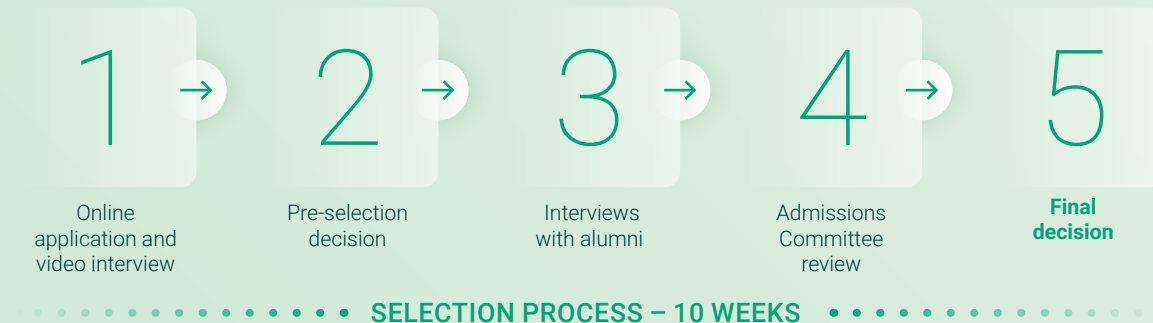 1
Online
application and
video interview
2
Pre-selection
decision
3
Interviews
with alumni
4
Admissions
Committee
review
5
Final
decision
SELECTION PROCESS – 10 WEEKS